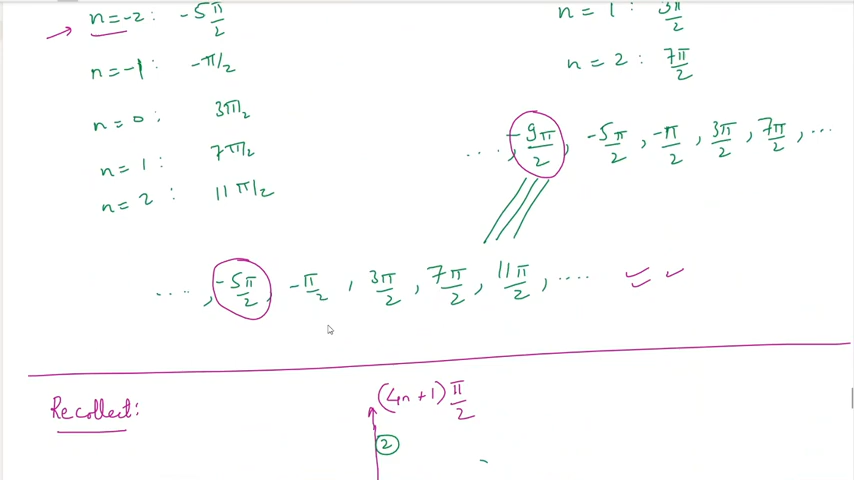 n=-2: -5π/2
n=-1: -π/2
n=0: 3π/2
n=1: 7π/2
n=2: 11π/2
n=1: 3π/2
n=2: 7π/2
...., -9π/2, -5π/2, -π/2, 3π/2, 7π/2, ...
...., -5π/2, -π/2, 3π/2, 7π/2, 11π/2, ....
Recollect:
(4n+1)π/2
2